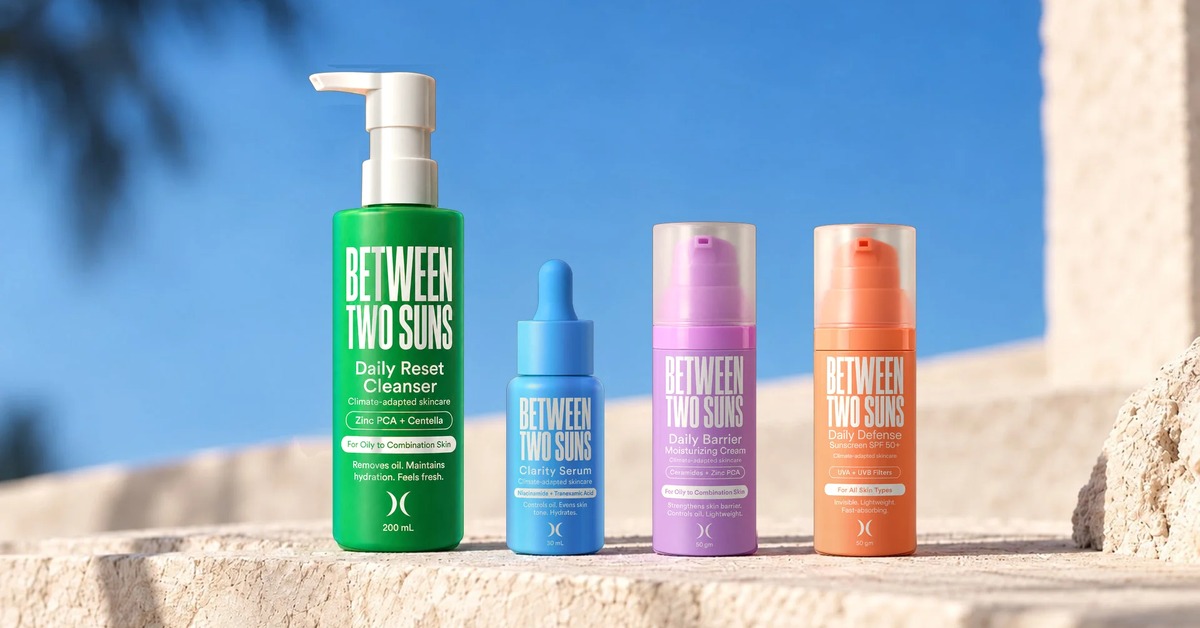 BETWEEN
TWO SUNS
Daily Reset
Cleanser
Climate-adapted skincare
Zinc PCA + Centella
For Oily to Combination Skin
Removes oil. Maintains
hydration. Feels fresh.
200 mL
BETWEEN
TWO SUNS
Clarity Serum
Climate-adapted skincare
Niacinamide + Tranexamic Acid
Controls oil. Evens skin
tone. Hydrates.
30 mL
BETWEEN
TWO SUNS
Daily Barrier
Moisturizing Cream
Climate-adapted skincare
Ceramides + Zinc PCA
For Oily to Combination Skin
Strengthens skin barrier.
Controls oil. Lightweight.
50 gm
BETWEEN
TWO SUNS
Daily Defense
Sunscreen SPF 50+
Climate-adapted skincare
UVA + UVB Filters
For All Skin Types
Invisible. Lightweight.
Fast-absorbing.
50 gm